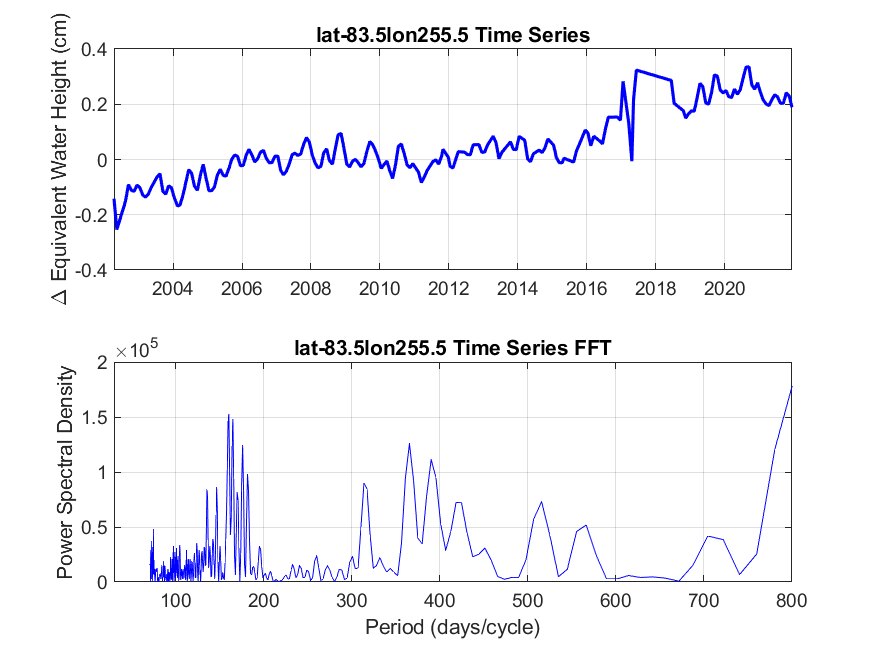 lat-83.5lon255.5 Time Series
Δ Equivalent Water Height (cm)
0.4
0.2
0
-0.2
-0.4
2004 2006 2008 2010 2012 2014 2016 2018 2020
lat-83.5lon255.5 Time Series FFT
×10⁵
Power Spectral Density
2
1.5
1
0.5
0
100 200 300 400 500 600 700 800
Period (days/cycle)